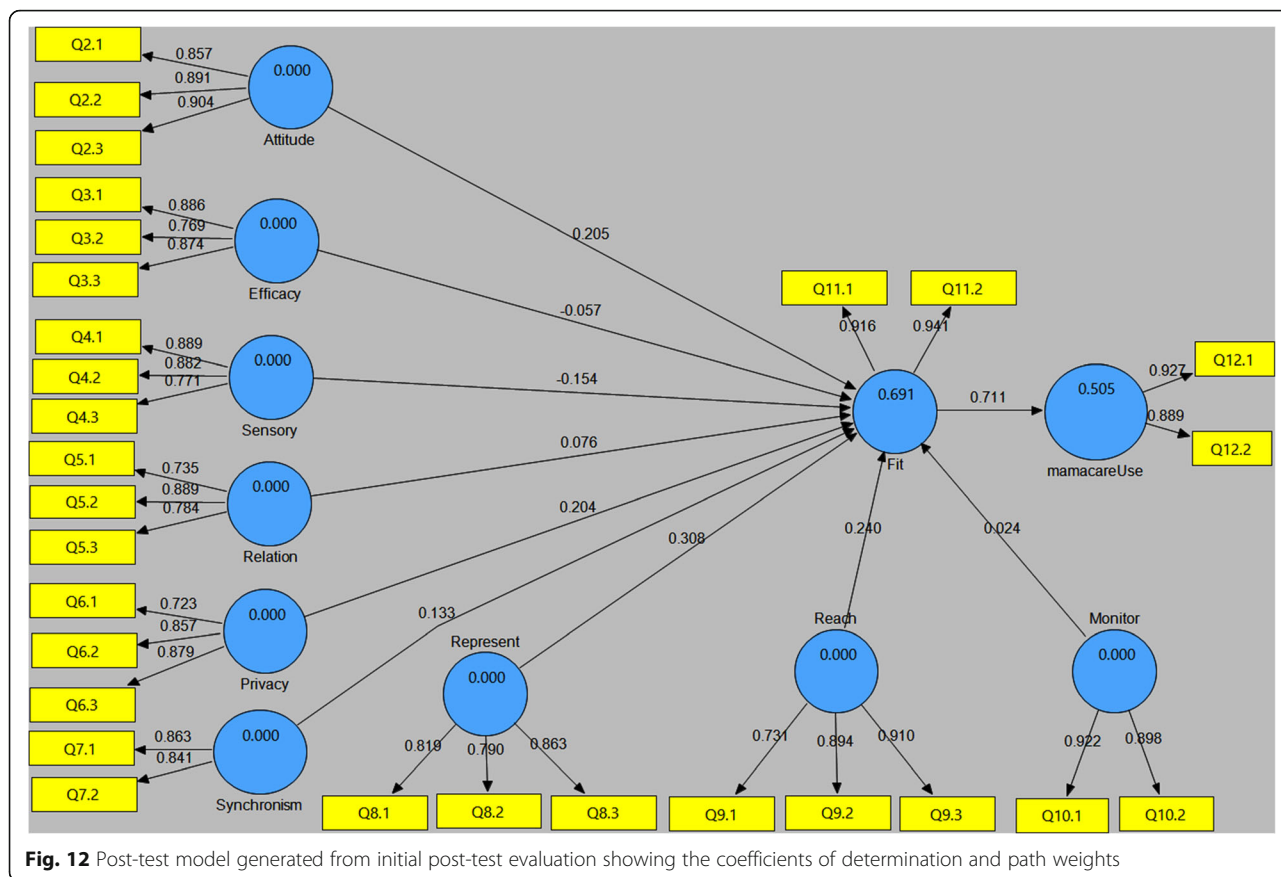 Q2.1
0.857
0.891
0.904
Q2.2
Q2.3
0.000
Attitude
Q3.1
0.886
0.769
0.874
Q3.2
Q3.3
0.000
Efficacy
Q4.1
0.889
0.882
0.771
Q4.2
Q4.3
0.000
Sensory
Q5.1
0.735
0.889
0.784
Q5.2
Q5.3
0.000
Relation
Q6.1
0.723
0.857
0.879
Q6.2
Q6.3
0.000
Privacy
Q7.1
0.863
0.841
Q7.2
0.000
Synchronism
0.205
-0.057
-0.154
0.076
0.204
0.133
0.308
0.240
0.024
Q11.1
Q11.2
0.916
0.941
0.691
Fit
0.711
0.505
mamacareUse
0.927
0.889
Q12.1
Q12.2
Represent
0.000
0.819
0.790
0.863
Q8.1
Q8.2
Q8.3
Reach
0.000
0.731
0.894
0.910
Q9.1
Q9.2
Q9.3
Monitor
0.000
0.922
0.898
Q10.1
Q10.2
Fig. 12 Post-test model generated from initial post-test evaluation showing the coefficients of determination and path weights